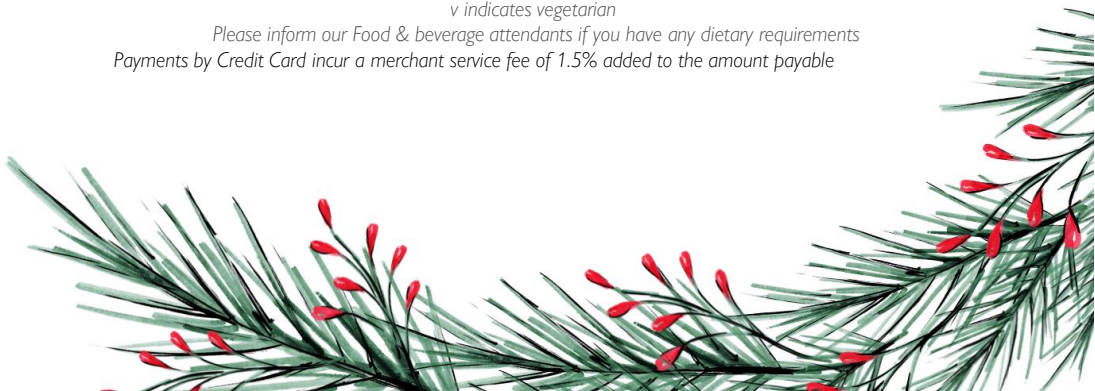 v indicates vegetarian
Please inform our Food & beverage attendants if you have any dietary requirements
Payments by Credit Card incur a merchant service fee of 1.5% added to the amount payable